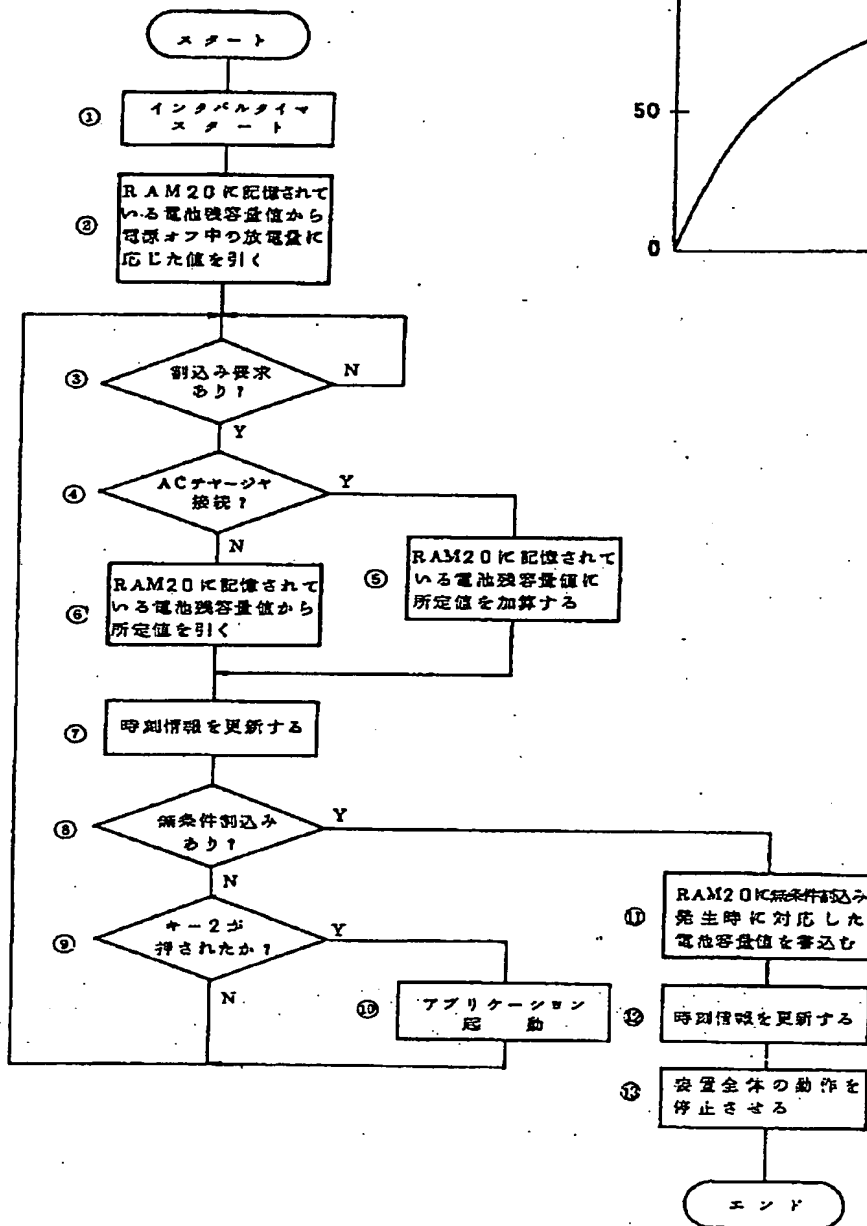 スタート
①
インタバルタイマ
スタート
②
RAM20に記憶されて
いる電池残容量値から
電源オフ中の放電量に
応じた値を引く
③
割込み要求
あり?
N
Y
④
ACチャージャ
接続?
Y
N
⑤
RAM20に記憶されて
いる電池残容量値に
所定値を加算する
⑥
RAM20に記憶されて
いる電池残容量値から
所定値を引く
⑦
時刻情報を更新する
⑧
無条件割込み
あり?
Y
N
⑨
キー2が
押されたか?
Y
N
⑩
アプリケーション
起動
⑪
RAM20に無条件割込み
発生時に対応した
電池容量値を書込む
⑫
時刻情報を更新する
⑬
装置全体の動作を
停止させる
エンド
50
0